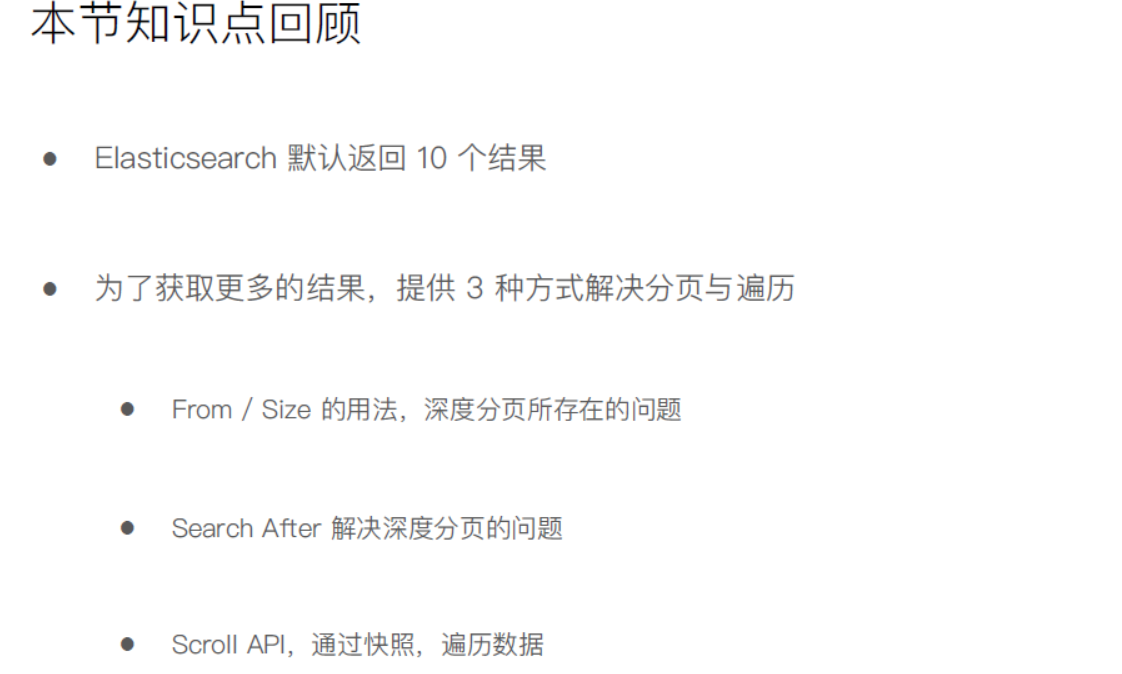 本节知识点回顾
● Elasticsearch 默认返回 10 个结果
● 为了获取更多的结果，提供 3 种方式解决分页与遍历
● From / Size 的用法，深度分页所存在的问题
● Search After 解决深度分页的问题
● Scroll API，通过快照，遍历数据